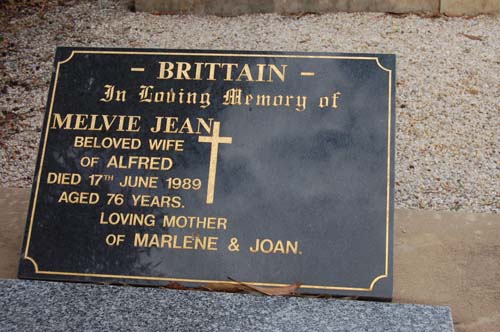 – BRITTAIN –
In Loving Memory of
MELVIE JEAN
BELOVED WIFE
OF ALFRED
DIED 17TH JUNE 1989
AGED 76 YEARS.
LOVING MOTHER
OF MARLENE & JOAN.